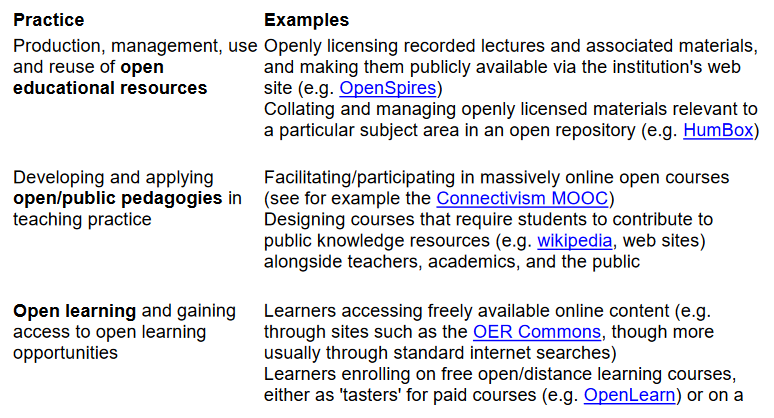 Practice Examples
Production, management, use Openly licensing recorded lectures and associated materials,
and reuse of open and making them publicly available via the institution's web
educational resources site (e.g. OpenSpires)
Collating and managing openly licensed materials relevant to
a particular subject area in an open repository (e.g. HumBox)
Developing and applying Facilitating/participating in massively online open courses
open/public pedagogies in (see for example the Connectivism MOOC)
teaching practice Designing courses that require students to contribute to
public knowledge resources (e.g. wikipedia, web sites)
alongside teachers, academics, and the public
Open learning and gaining Learners accessing freely available online content (e.g.
access to open learning through sites such as the OER Commons, though more
opportunities usually through standard internet searches)
Learners enrolling on free open/distance learning courses,
either as 'tasters' for paid courses (e.g. OpenLearn) or on a